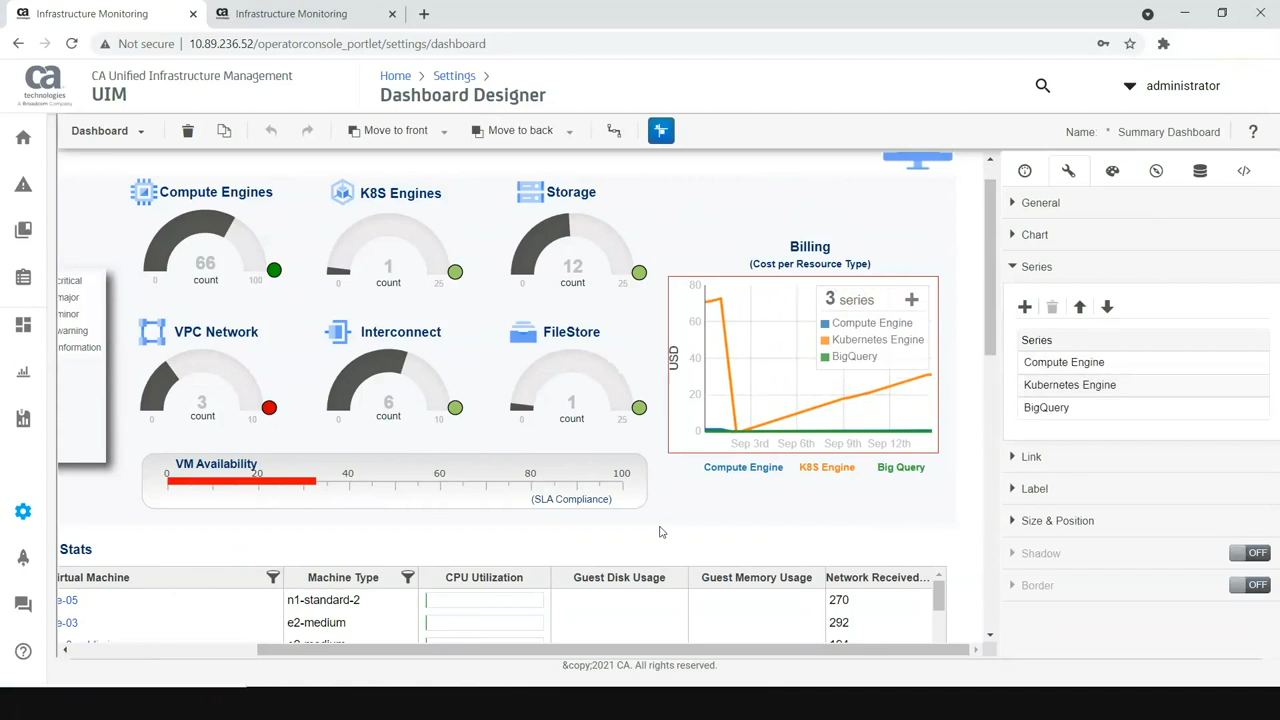 Infrastructure Monitoring
Infrastructure Monitoring
Not secure 10.89.236.52/operatorconsole_portlet/settings/dashboard
ca
technologies
A Broadcom Company
CA Unified Infrastructure Management
UIM
Home > Settings >
Dashboard Designer
administrator
Dashboard
Move to front
Move to back
Name: * Summary Dashboard
?
Compute Engines
66
count
0 100
K8S Engines
1
count
0 25
Storage
12
count
0 25
critical
major
minor
warning
information
VPC Network
3
count
0 10
Interconnect
6
count
0 10
FileStore
1
count
0 25
VM Availability
0 20 40 60 80 100
(SLA Compliance)
Billing
(Cost per Resource Type)
USD
80
60
40
20
0
3 series +
Compute Engine
Kubernetes Engine
BigQuery
Sep 3rd Sep 6th Sep 9th Sep 12th
Compute Engine K8S Engine Big Query
Stats
irtual Machine Machine Type CPU Utilization Guest Disk Usage Guest Memory Usage Network Received...
e-05 n1-standard-2 270
e-03 e2-medium 292
General
Chart
Series
Series
Compute Engine
Kubernetes Engine
BigQuery
Link
Label
Size & Position
Shadow OFF
Border OFF
&copy;2021 CA. All rights reserved.